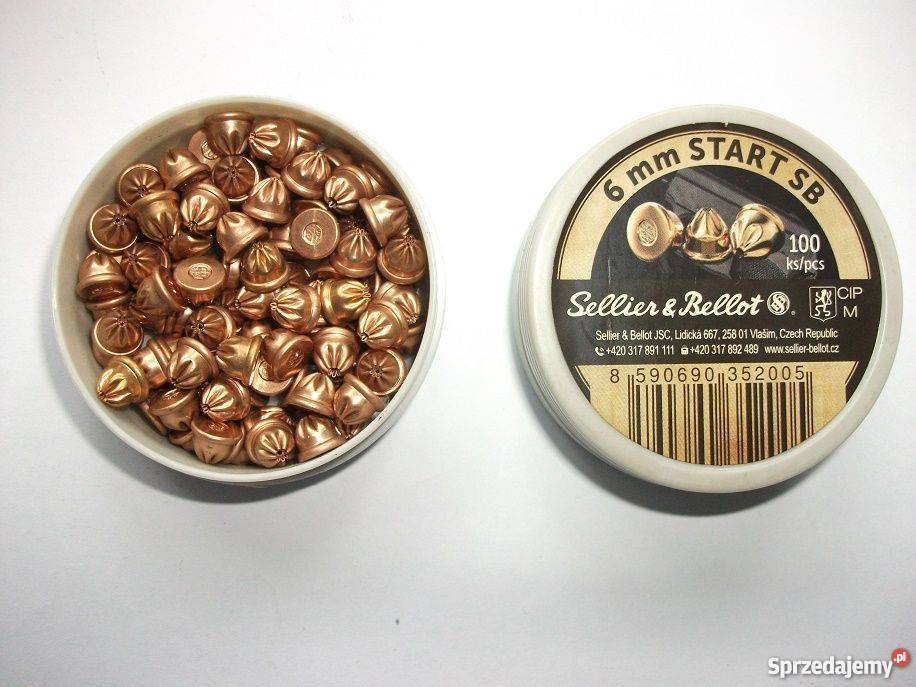 6 mm START SB
100
ks/pcs
Sellier & Bellot
®
CIP
M
Sellier & Bellot JSC, Lidická 667, 258 01 Vlašim, Czech Republic
+420 317 891 111 +420 317 892 489 www.sellier-bellot.cz
8 590690 352005
Sprzedajemy.pl